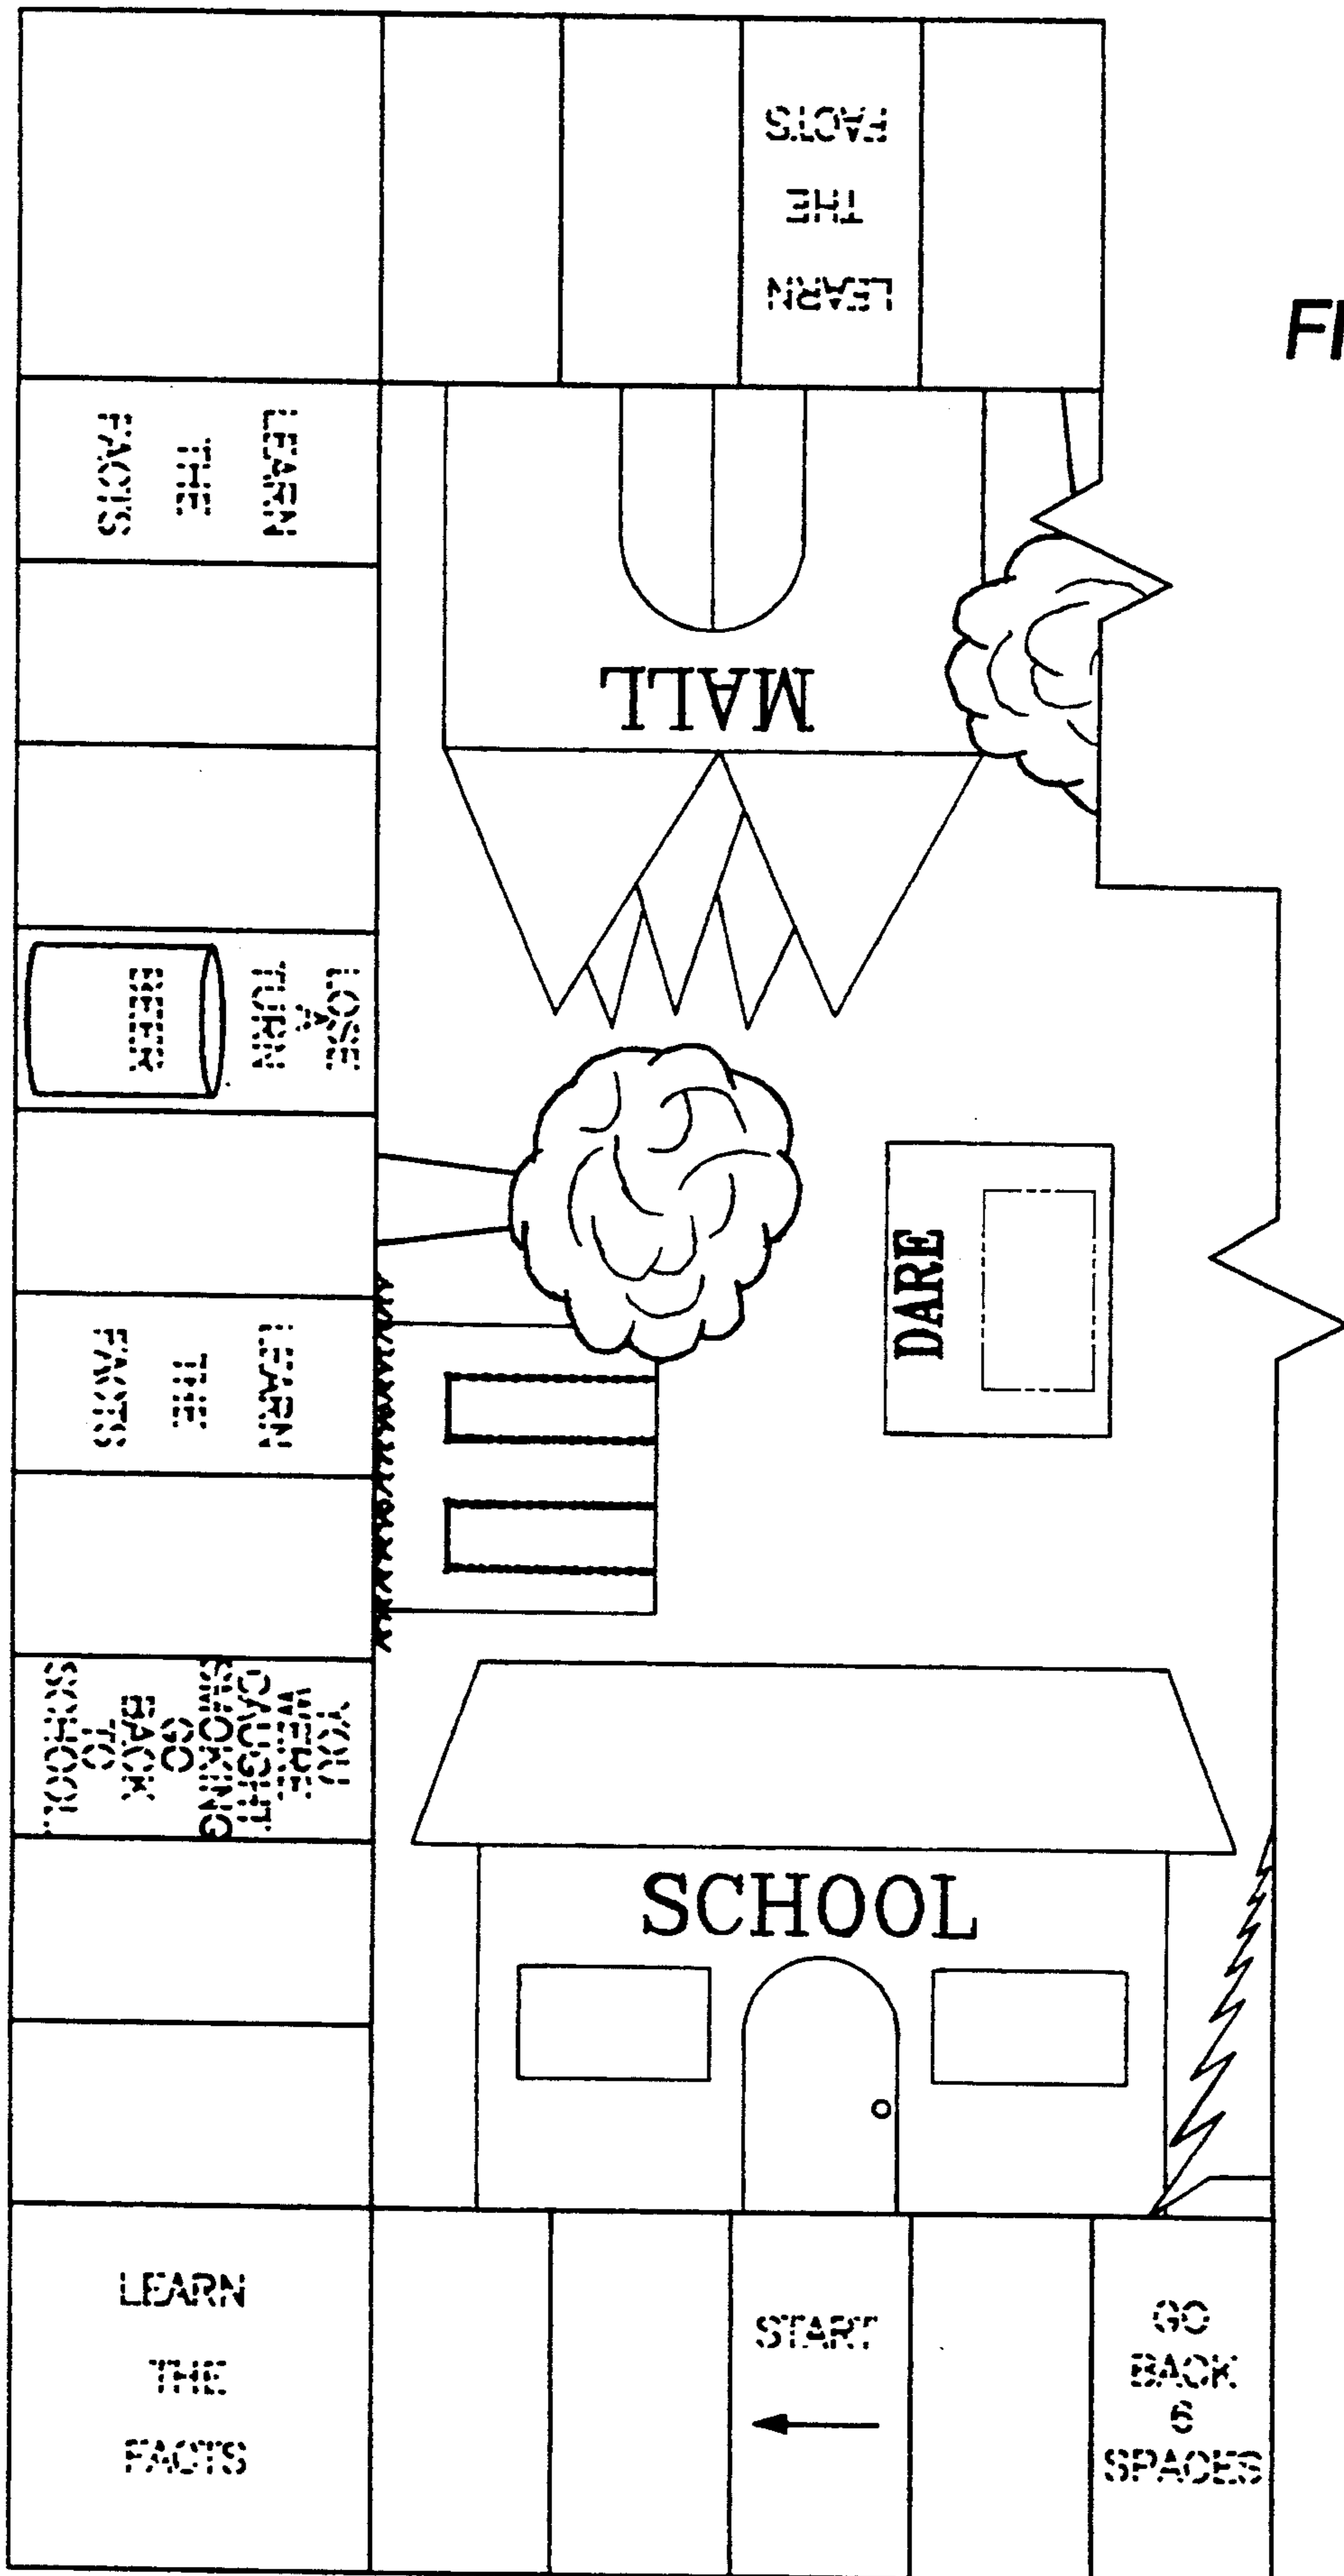 FACTS
THE
LEARN
FI
LEARN
THE
FACTS
MALL
LOSE
A
TURN
BEER
DARE
LEARN
THE
FACTS
YOU
WERE
CAUGHT
SMOKING
GO
BACK
TO
SCHOOL.
SCHOOL
LEARN
THE
FACTS
START
GO
BACK
6
SPACES